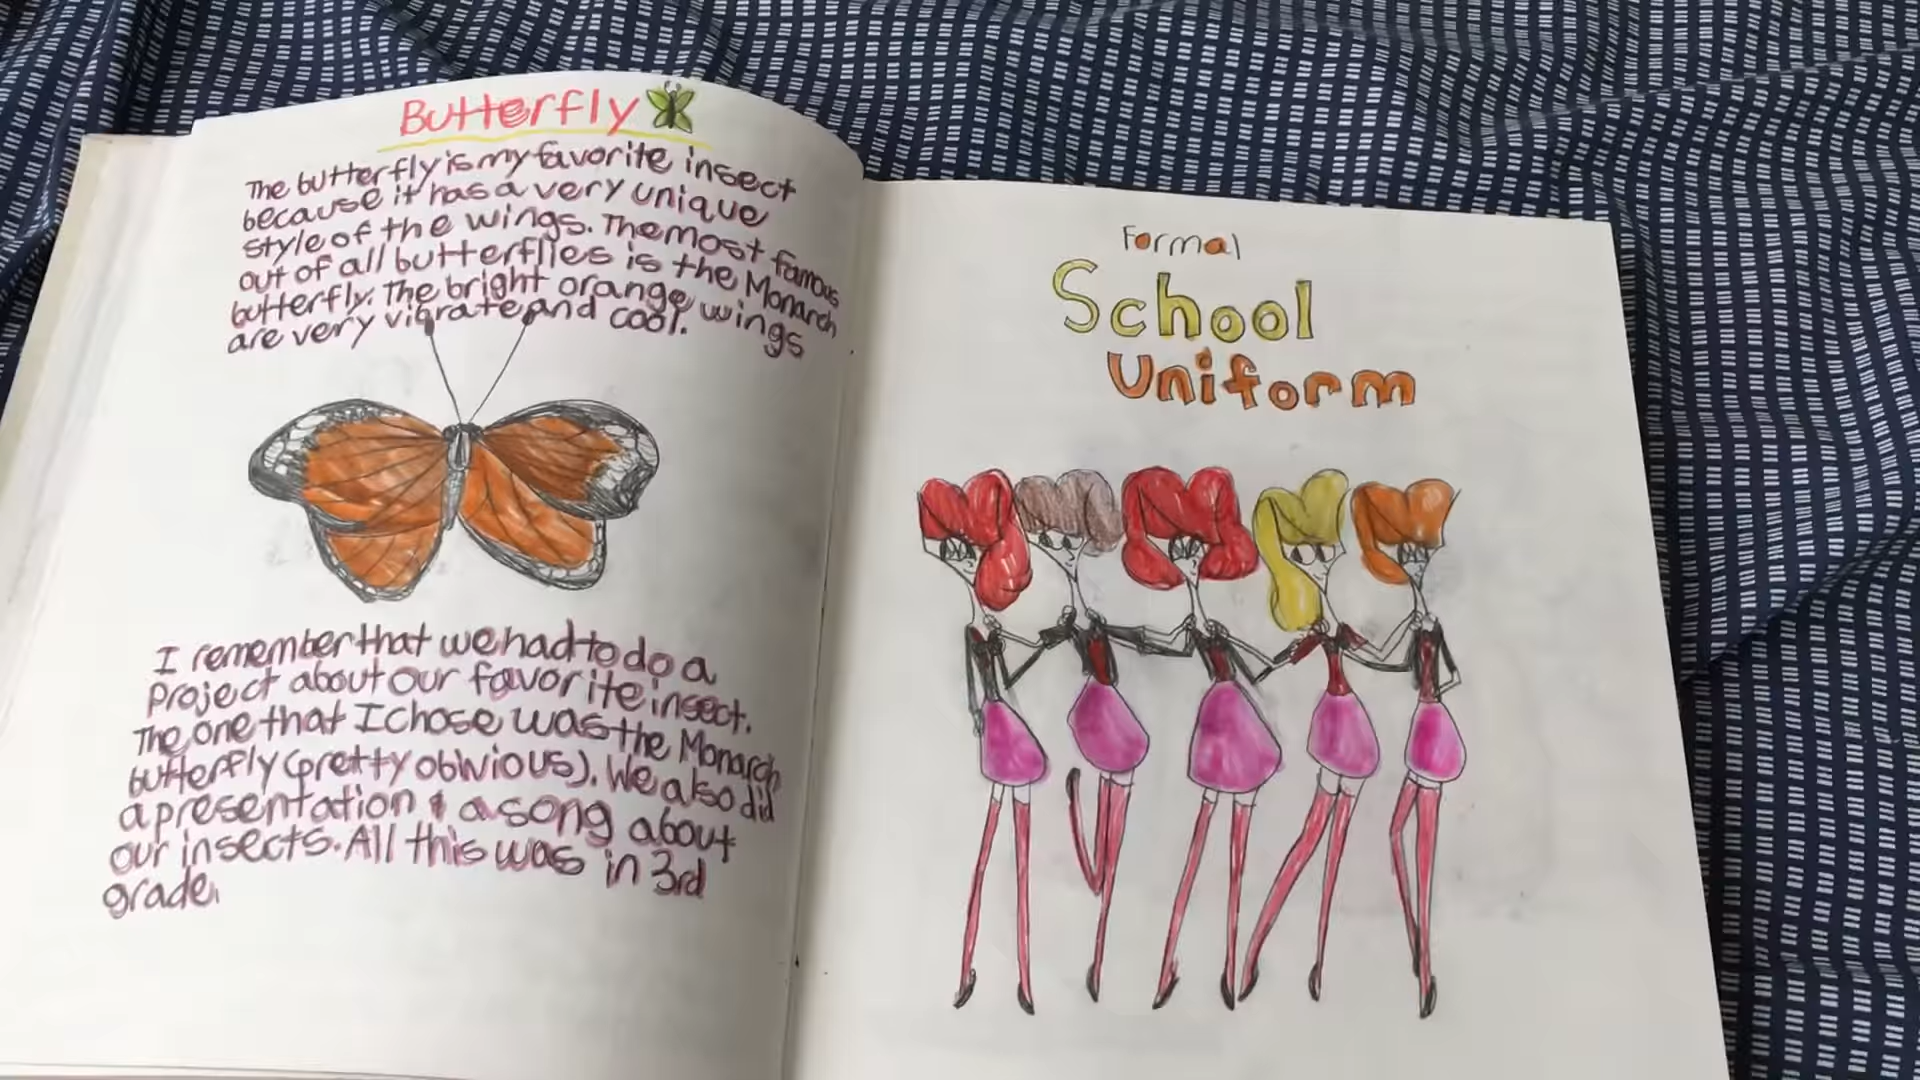 Butterfly
The butterfly is my favorite insect
because it has a very unique
style of the wings. The most famous
out of all butterflies is the Monarch
butterfly. The bright orange wings
are very vibrate and cool.
I remember that we had to do a
Project about our favorite insect.
The one that I chose was the Monarch
butterfly (pretty obivious). We also did
a presentation & a song about
our insects. All this was in 3rd
grade.
Formal
School
Uniform